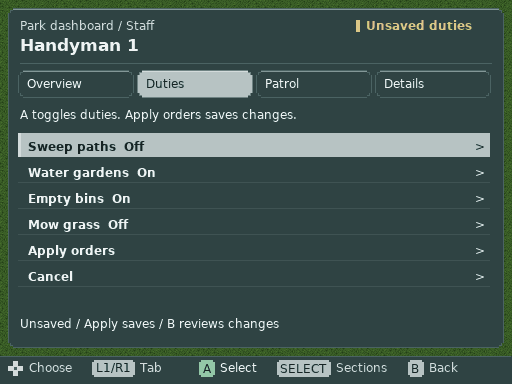 Park dashboard / Staff
Unsaved duties
Handyman 1
Overview
Duties
Patrol
Details
A toggles duties. Apply orders saves changes.
Sweep paths  Off >
Water gardens  On >
Empty bins  On >
Mow grass  Off >
Apply orders >
Cancel >
Unsaved / Apply saves / B reviews changes
Choose L1/R1 Tab A Select SELECT Sections B Back